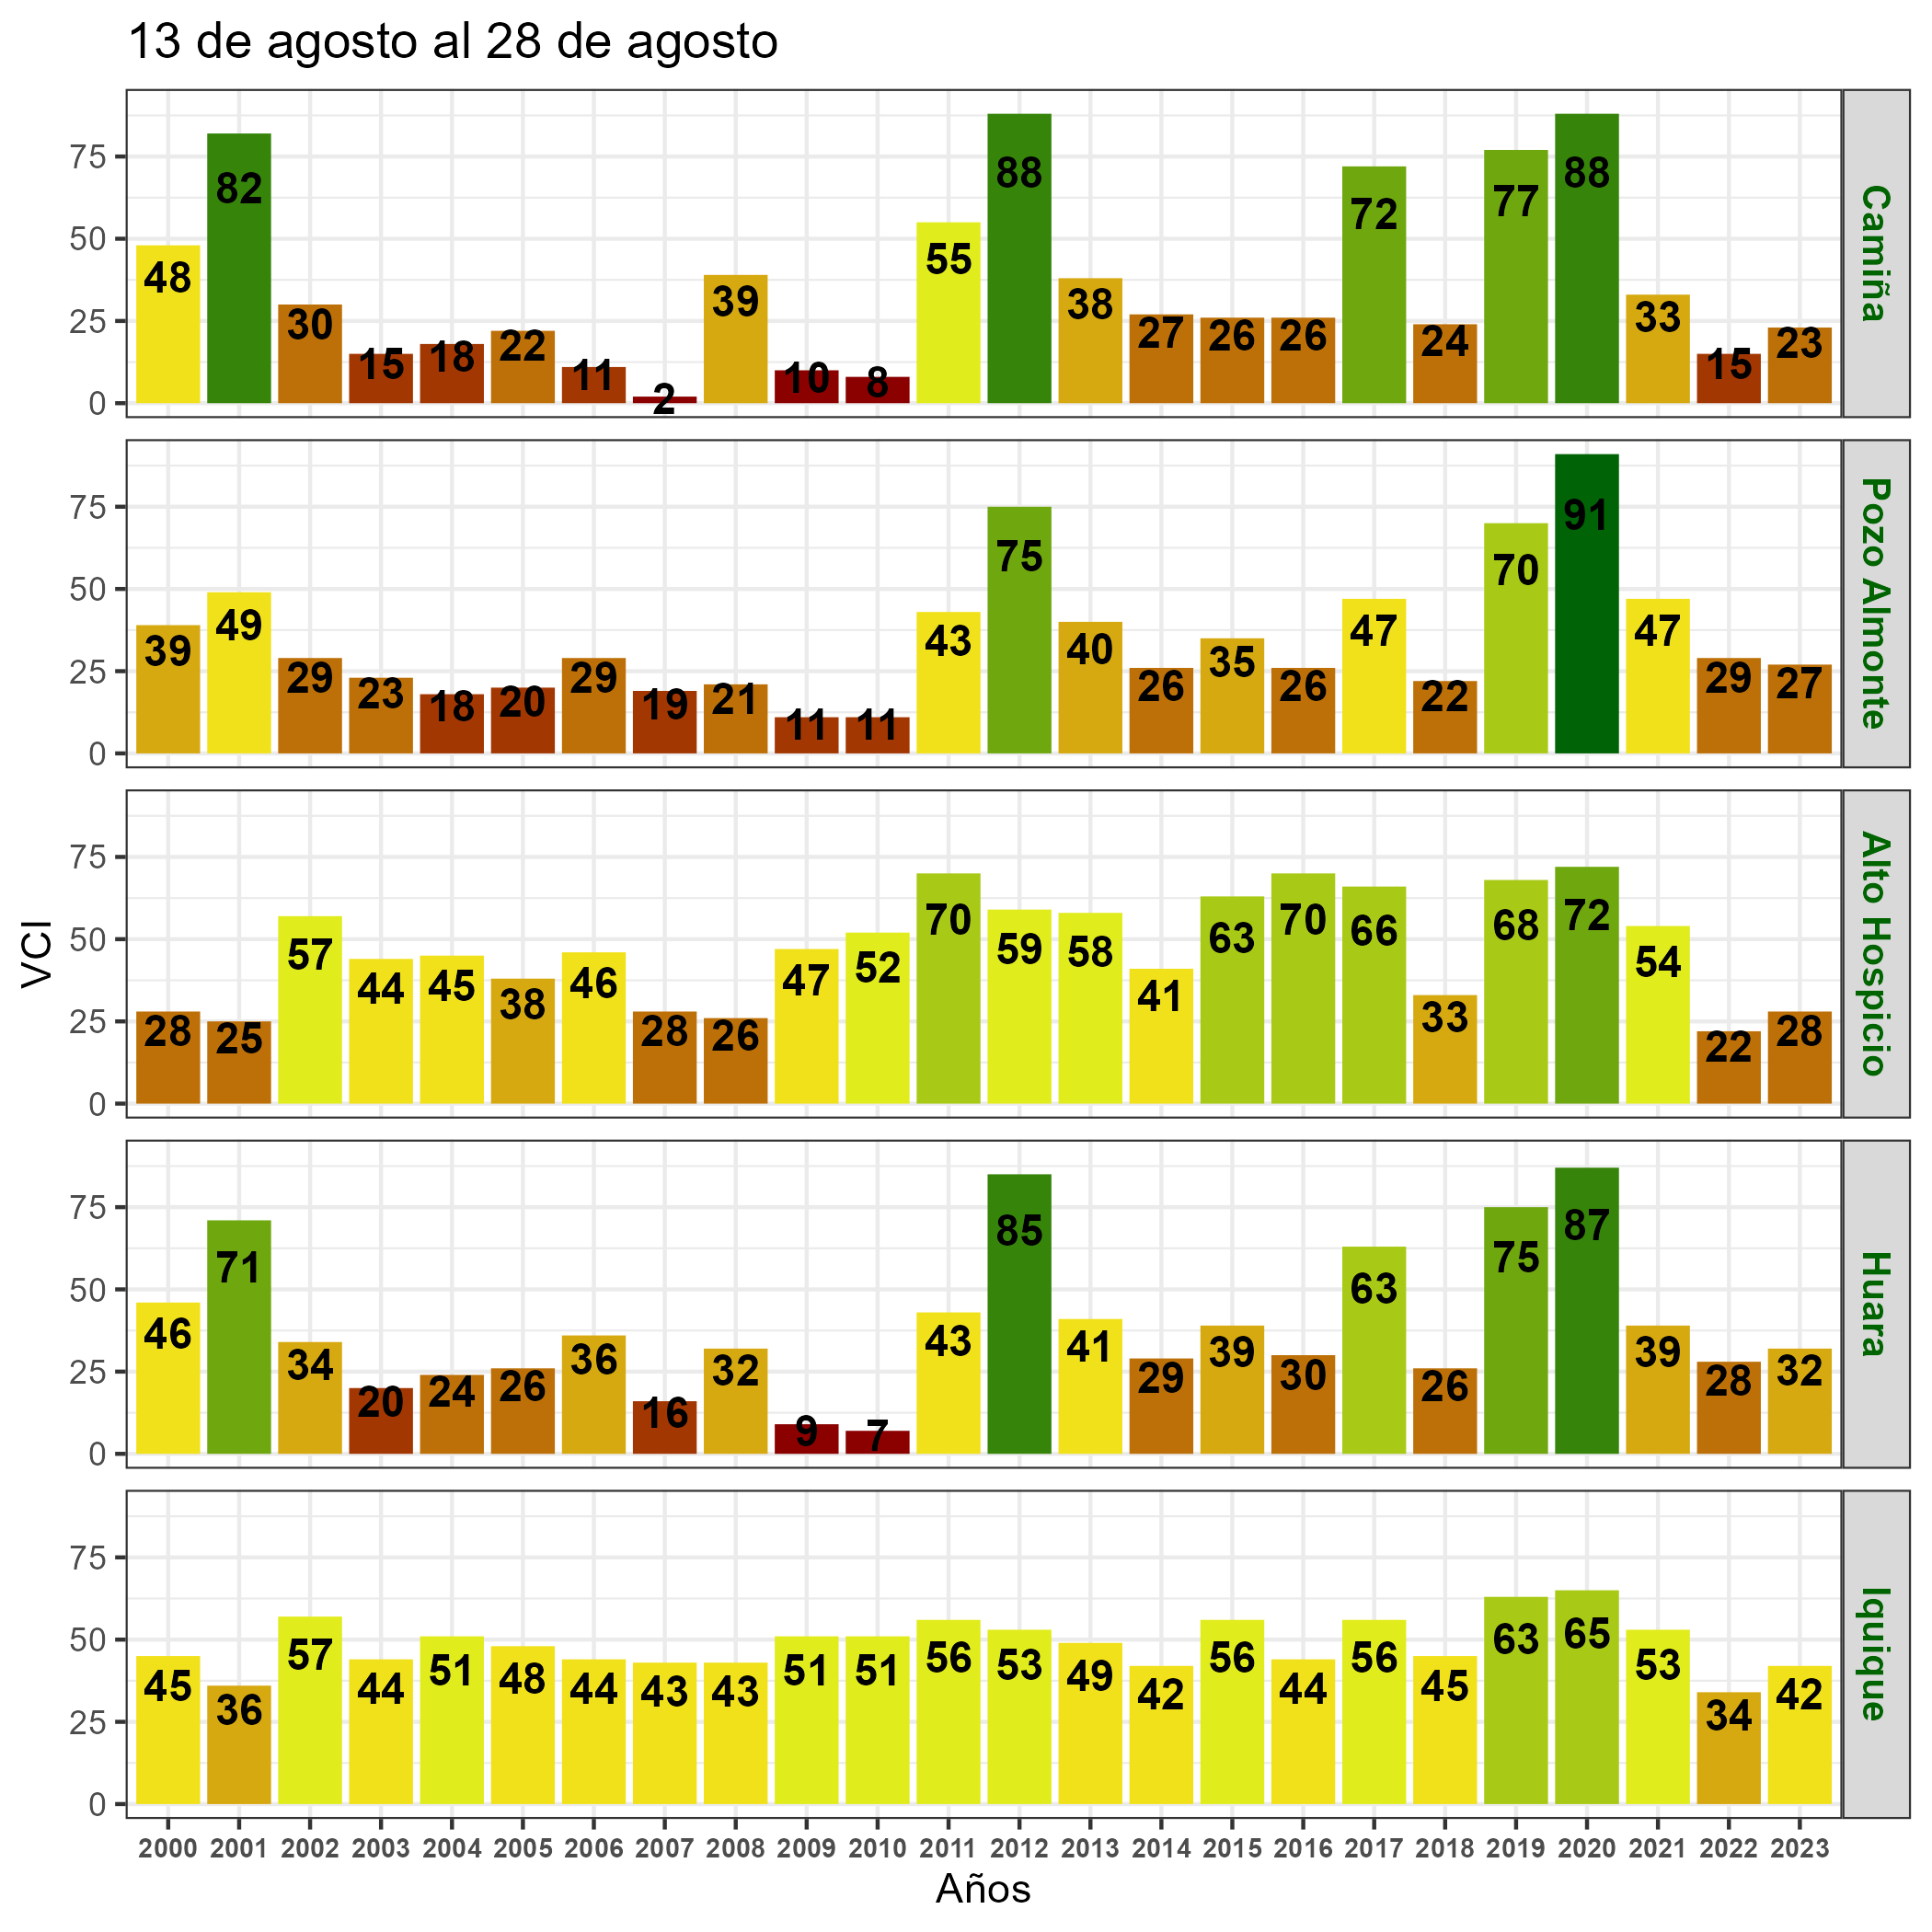 13 de agosto al 28 de agosto
75
50
25
0
48 82 30 15 18 22 11 2 39 10 8 55 88 38 27 26 26 72 24 77 88 33 15 23
Camiña
75
50
25
0
39 49 29 23 18 20 29 19 21 11 11 43 75 40 26 35 26 47 22 70 91 47 29 27
Pozo Almonte
VCI
75
50
25
0
28 25 57 44 45 38 46 28 26 47 52 70 59 58 41 63 70 66 33 68 72 54 22 28
Alto Hospicio
75
50
25
0
46 71 34 20 24 26 36 16 32 9 7 43 85 41 29 39 30 63 26 75 87 39 28 32
Huara
75
50
25
0
45 36 57 44 51 48 44 43 43 51 51 56 53 49 42 56 44 56 45 63 65 53 34 42
Iquique
2000 2001 2002 2003 2004 2005 2006 2007 2008 2009 2010 2011 2012 2013 2014 2015 2016 2017 2018 2019 2020 2021 2022 2023
Años